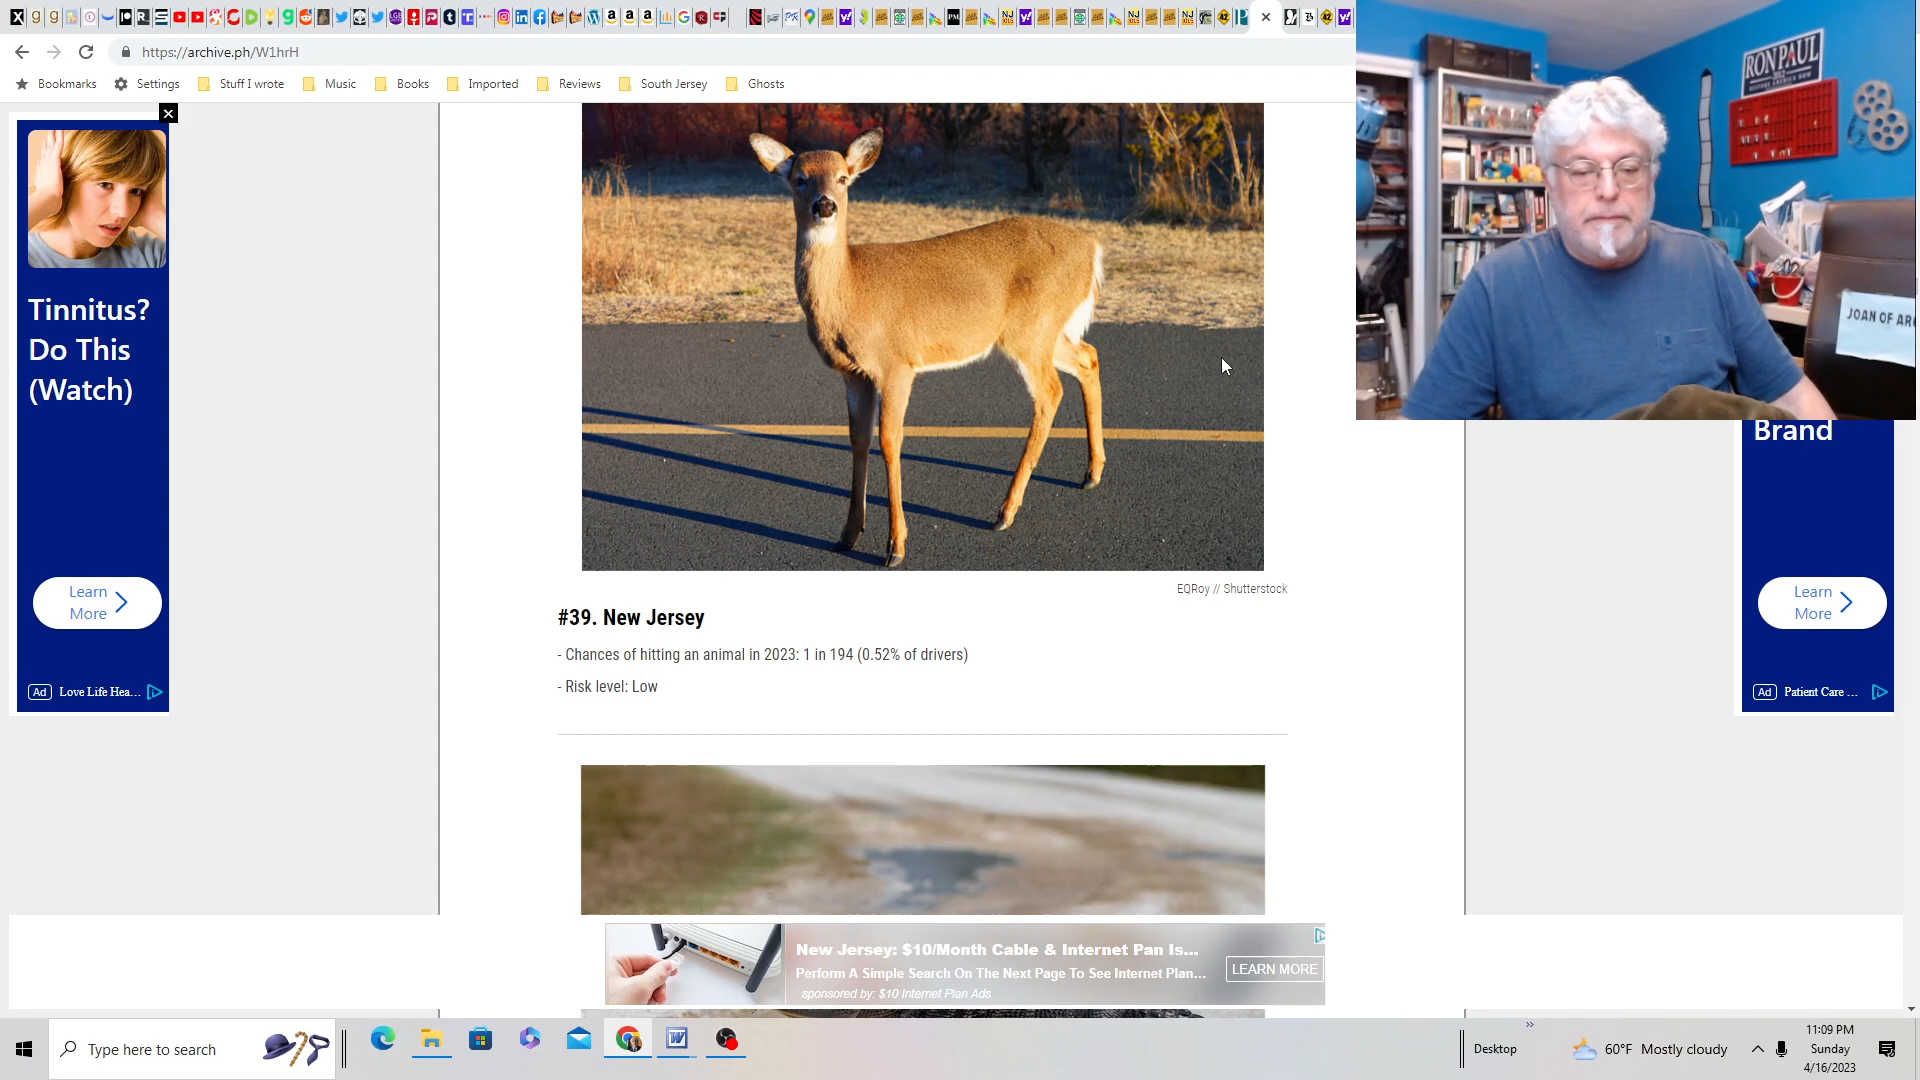 https://archive.ph/W1hrH
Bookmarks
Settings
Stuff I wrote
Music
Books
Imported
Reviews
South Jersey
Ghosts
RON PAUL
2012
JOAN OF ARC
Tinnitus?
Do This
(Watch)
Learn
More
Ad
Love Life Hea...
EQRoy // Shutterstock
#39. New Jersey
- Chances of hitting an animal in 2023: 1 in 194 (0.52% of drivers)
- Risk level: Low
Brand
Learn
More
Ad
Patient Care ...
New Jersey: $10/Month Cable & Internet Pan Is...
Perform A Simple Search On The Next Page To See Internet Plan...
sponsored by: $10 Internet Plan Ads
LEARN MORE
Type here to search
Desktop
60°F Mostly cloudy
11:09 PM
Sunday
4/16/2023